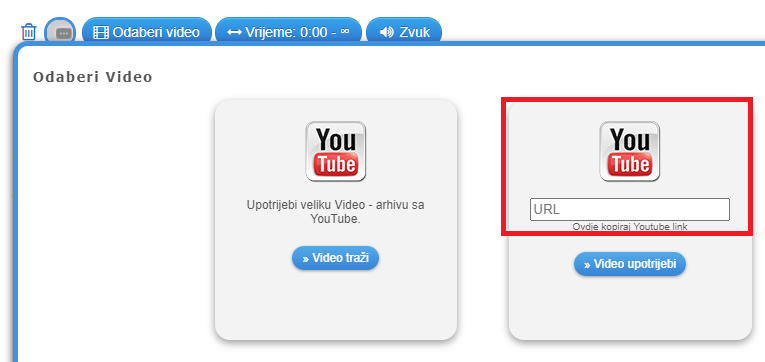 Odaberi video
Vrijeme: 0:00 - ∞
Zvuk
Odaberi Video
You
Tube
Upotrijebi veliku Video - arhivu sa
YouTube.
» Video traži
You
Tube
URL
Ovdje kopiraj Youtube link
» Video upotrijebi